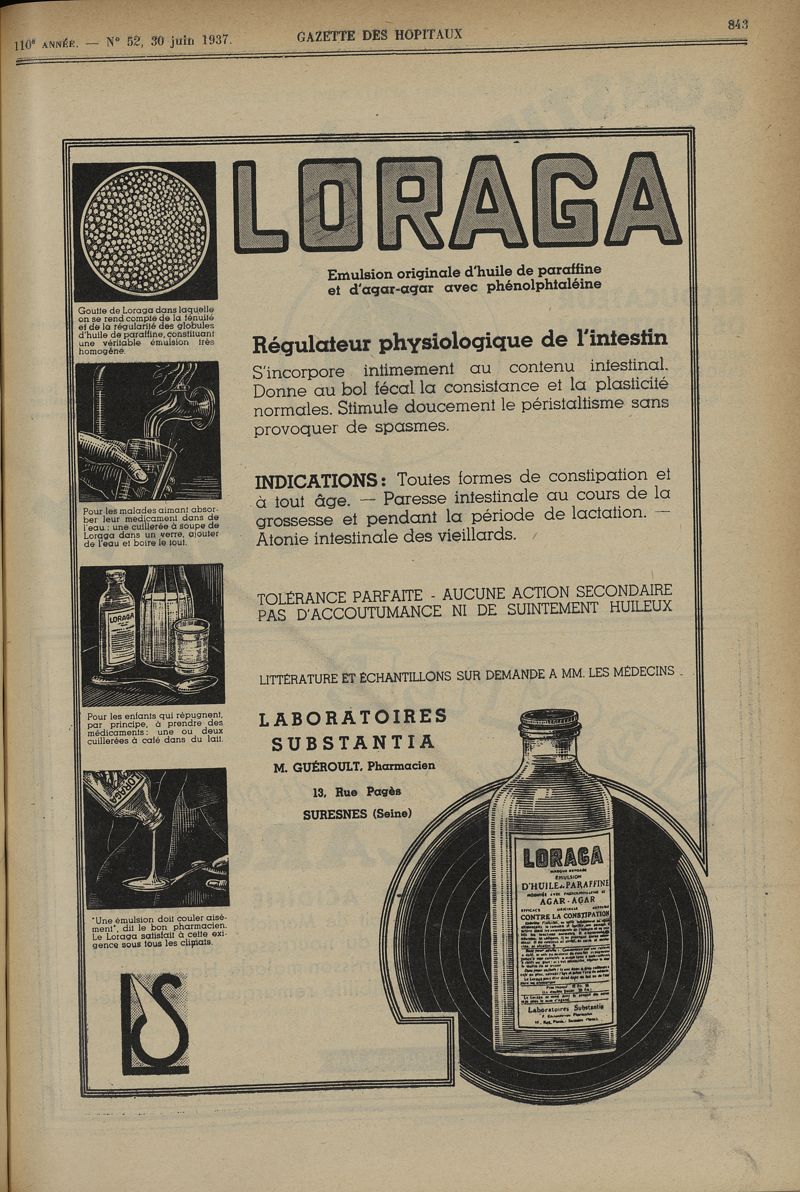 110e ANNÉE. — N° 52, 30 juin 1937.
GAZETTE DES HOPITAUX
843
LORAGA
Emulsion originale d'huile de paraffine
et d'agar-agar avec phénolphtaléine
Goutte de Loraga dans laquelle
on se rend compte de la ténuité
et de la régularité des globules
d'huile de paraffine, constituant
une véritable émulsion très
homogène.
Régulateur physiologique de l'intestin
S'incorpore intimement au contenu intestinal.
Donne au bol fécal la consistance et la plasticité
normales. Stimule doucement le péristaltisme sans
provoquer de spasmes.
Pour les malades aimant absor-
ber leur médicament dans de
l'eau : une cuillerée à soupe de
Loraga dans un verre, ajouter
de l'eau et boire le tout.
INDICATIONS : Toutes formes de constipation et
à tout âge. — Paresse intestinale au cours de la
grossesse et pendant la période de lactation. —
Atonie intestinale des vieillards.
LORAGA
Pour les enfants qui répugnent,
par principe, à prendre des
médicaments : une ou deux
cuillerées à café dans du lait.
TOLÉRANCE PARFAITE - AUCUNE ACTION SECONDAIRE
PAS D'ACCOUTUMANCE NI DE SUINTEMENT HUILEUX
LITTÉRATURE ET ÉCHANTILLONS SUR DEMANDE A MM. LES MÉDECINS
LABORATOIRES
SUBSTANTIA
M. GUÉROULT, Pharmacien
13, Rue Pagès
SURESNES (Seine)
LORAGA
"Une émulsion doit couler aisé-
ment", dit le bon pharmacien.
Le Loraga satisfait à cette exi-
gence sous tous les climats.
LORAGA
MARQUE DÉPOSÉE
ÉMULSION
D'HUILE DE PARAFFINE
AGAR-AGAR
CONTRE LA CONSTIPATION
Laboratoires Substantia